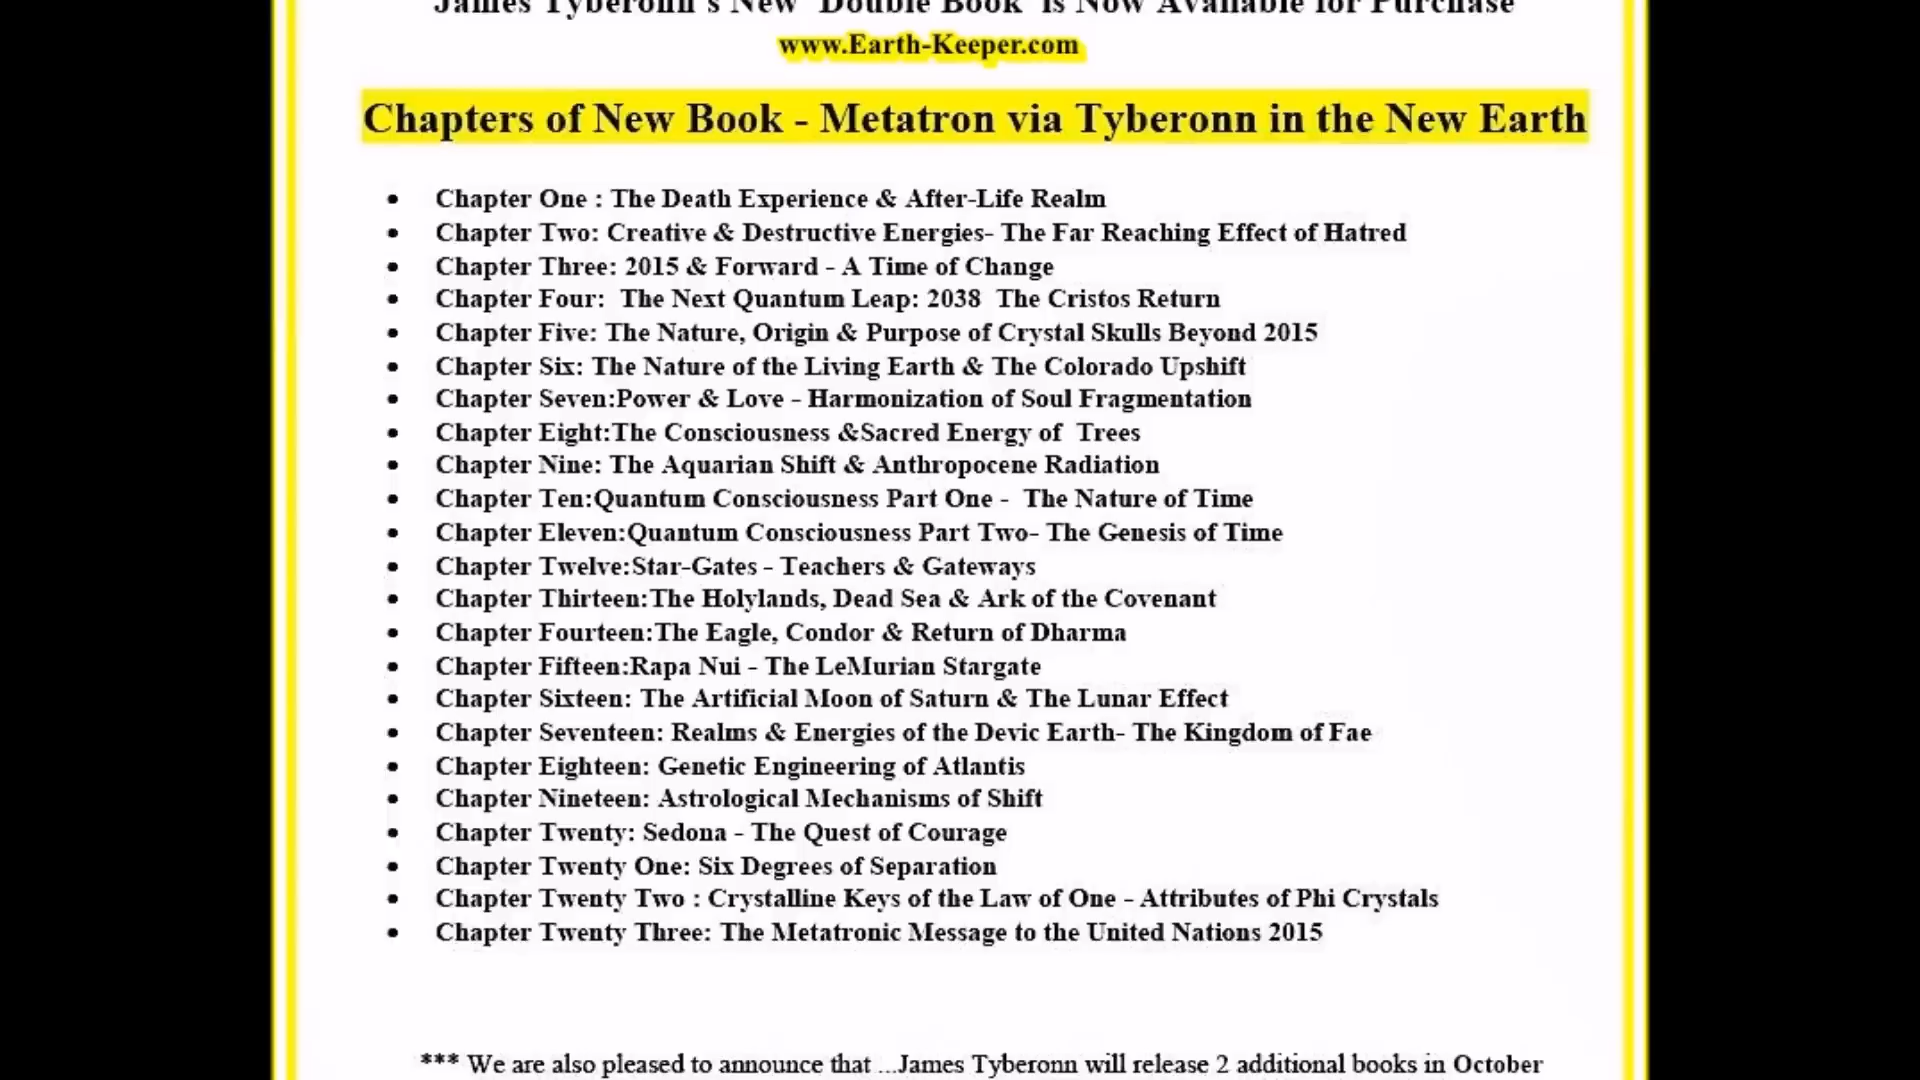 James Tyberonn's New 'Double Book' is Now Available for Purchase
www.Earth-Keeper.com
Chapters of New Book - Metatron via Tyberonn in the New Earth
• Chapter One : The Death Experience & After-Life Realm
• Chapter Two: Creative & Destructive Energies- The Far Reaching Effect of Hatred
• Chapter Three: 2015 & Forward - A Time of Change
• Chapter Four:  The Next Quantum Leap: 2038  The Cristos Return
• Chapter Five: The Nature, Origin & Purpose of Crystal Skulls Beyond 2015
• Chapter Six: The Nature of the Living Earth & The Colorado Upshift
• Chapter Seven:Power & Love - Harmonization of Soul Fragmentation
• Chapter Eight:The Consciousness &Sacred Energy of  Trees
• Chapter Nine: The Aquarian Shift & Anthropocene Radiation
• Chapter Ten:Quantum Consciousness Part One -  The Nature of Time
• Chapter Eleven:Quantum Consciousness Part Two- The Genesis of Time
• Chapter Twelve:Star-Gates - Teachers & Gateways
• Chapter Thirteen:The Holylands, Dead Sea & Ark of the Covenant
• Chapter Fourteen:The Eagle, Condor & Return of Dharma
• Chapter Fifteen:Rapa Nui - The LeMurian Stargate
• Chapter Sixteen: The Artificial Moon of Saturn & The Lunar Effect
• Chapter Seventeen: Realms & Energies of the Devic Earth- The Kingdom of Fae
• Chapter Eighteen: Genetic Engineering of Atlantis
• Chapter Nineteen: Astrological Mechanisms of Shift
• Chapter Twenty: Sedona - The Quest of Courage
• Chapter Twenty One: Six Degrees of Separation
• Chapter Twenty Two : Crystalline Keys of the Law of One - Attributes of Phi Crystals
• Chapter Twenty Three: The Metatronic Message to the United Nations 2015
*** We are also pleased to announce that ...James Tyberonn will release 2 additional books in October